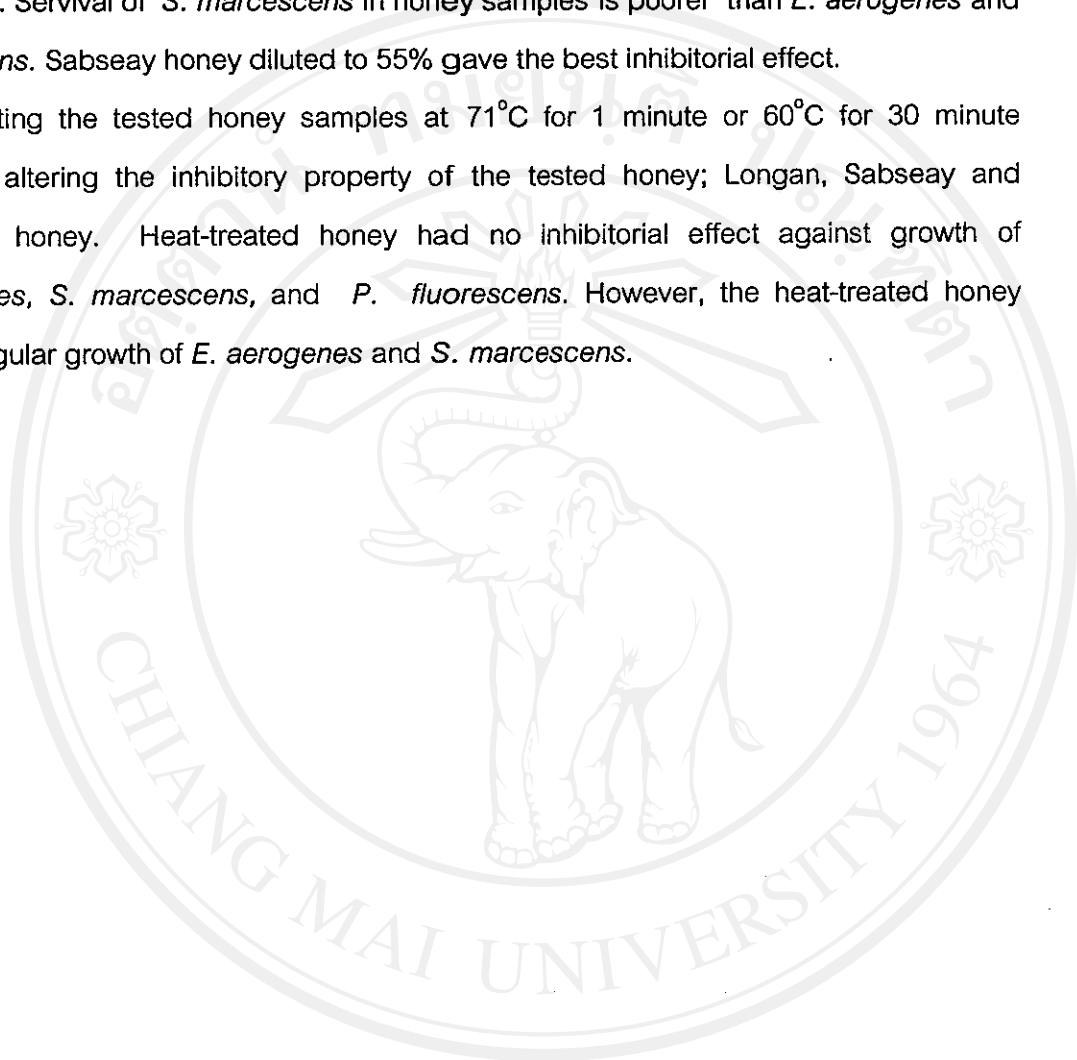 . Servival of S. marcescens in honey samples is poorer than E. aerogenes and
ns. Sabseay honey diluted to 55% gave the best inhibitorial effect.
ting the tested honey samples at 71°C for 1 minute or 60°C for 30 minute
altering the inhibitory property of the tested honey; Longan, Sabseay and
honey. Heat-treated honey had no inhibitorial effect against growth of
es, S. marcescens, and P. fluorescens. However, the heat-treated honey
gular growth of E. aerogenes and S. marcescens.
CHIANG MAI UNIVERSITY 1964